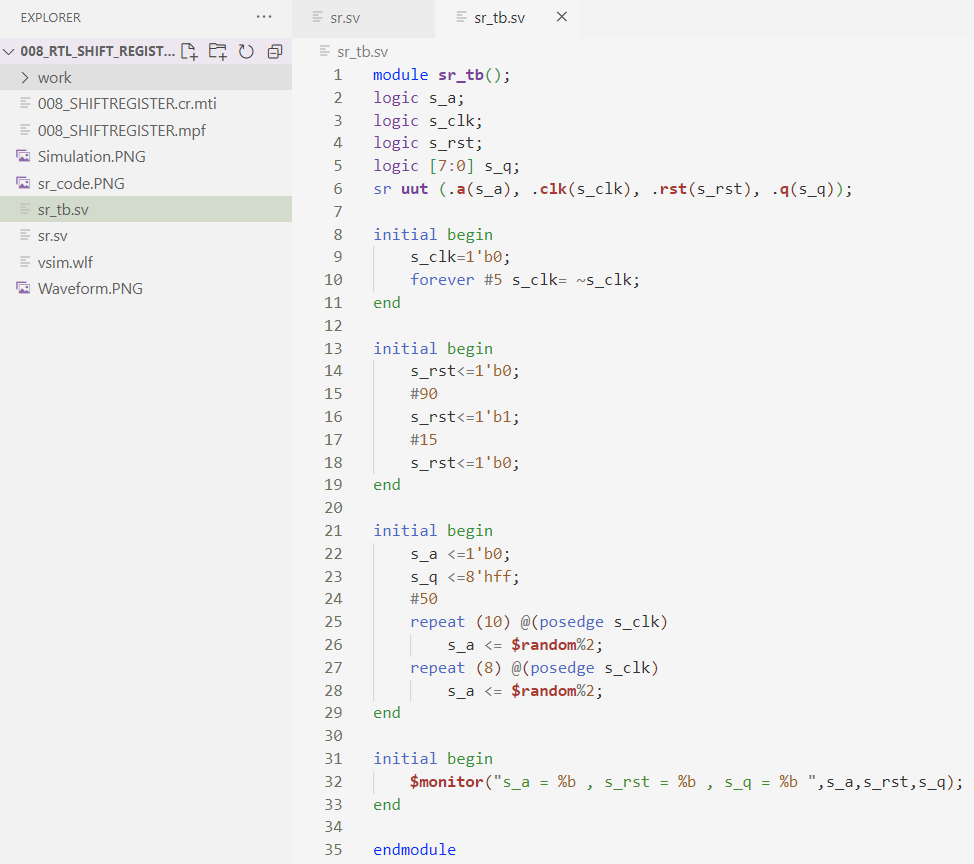 EXPLORER ...
008_RTL_SHIFT_REGIST...
work
008_SHIFTREGISTER.cr.mti
008_SHIFTREGISTER.mpf
Simulation.PNG
sr_code.PNG
sr_tb.sv
sr.sv
vsim.wlf
Waveform.PNG
sr.sv sr_tb.sv
sr_tb.sv
1 module sr_tb();
2 logic s_a;
3 logic s_clk;
4 logic s_rst;
5 logic [7:0] s_q;
6 sr uut (.a(s_a), .clk(s_clk), .rst(s_rst), .q(s_q));
7
8 initial begin
9     s_clk=1'b0;
10     forever #5 s_clk= ~s_clk;
11 end
12
13 initial begin
14     s_rst<=1'b0;
15     #90
16     s_rst<=1'b1;
17     #15
18     s_rst<=1'b0;
19 end
20
21 initial begin
22     s_a <=1'b0;
23     s_q <=8'hff;
24     #50
25     repeat (10) @(posedge s_clk)
26         s_a <= $random%2;
27     repeat (8) @(posedge s_clk)
28         s_a <= $random%2;
29 end
30
31 initial begin
32     $monitor("s_a = %b , s_rst = %b , s_q = %b ",s_a,s_rst,s_q);
33 end
34
35 endmodule